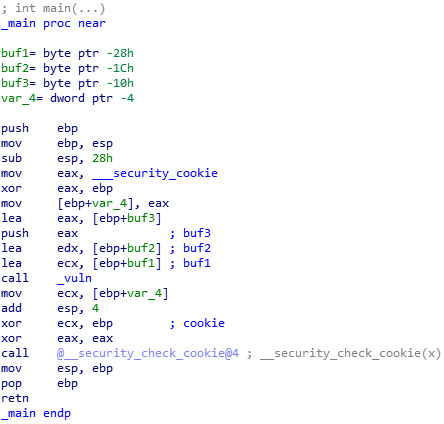 ; int main(...)
_main proc near
buf1= byte ptr -28h
buf2= byte ptr -1Ch
buf3= byte ptr -10h
var_4= dword ptr -4
push    ebp
mov     ebp, esp
sub     esp, 28h
mov     eax, ___security_cookie
xor     eax, ebp
mov     [ebp+var_4], eax
lea     eax, [ebp+buf3]
push    eax             ; buf3
lea     edx, [ebp+buf2] ; buf2
lea     ecx, [ebp+buf1] ; buf1
call    _vuln
mov     ecx, [ebp+var_4]
add     esp, 4
xor     ecx, ebp        ; cookie
xor     eax, eax
call    @__security_check_cookie@4 ; __security_check_cookie(x)
mov     esp, ebp
pop     ebp
retn
_main endp